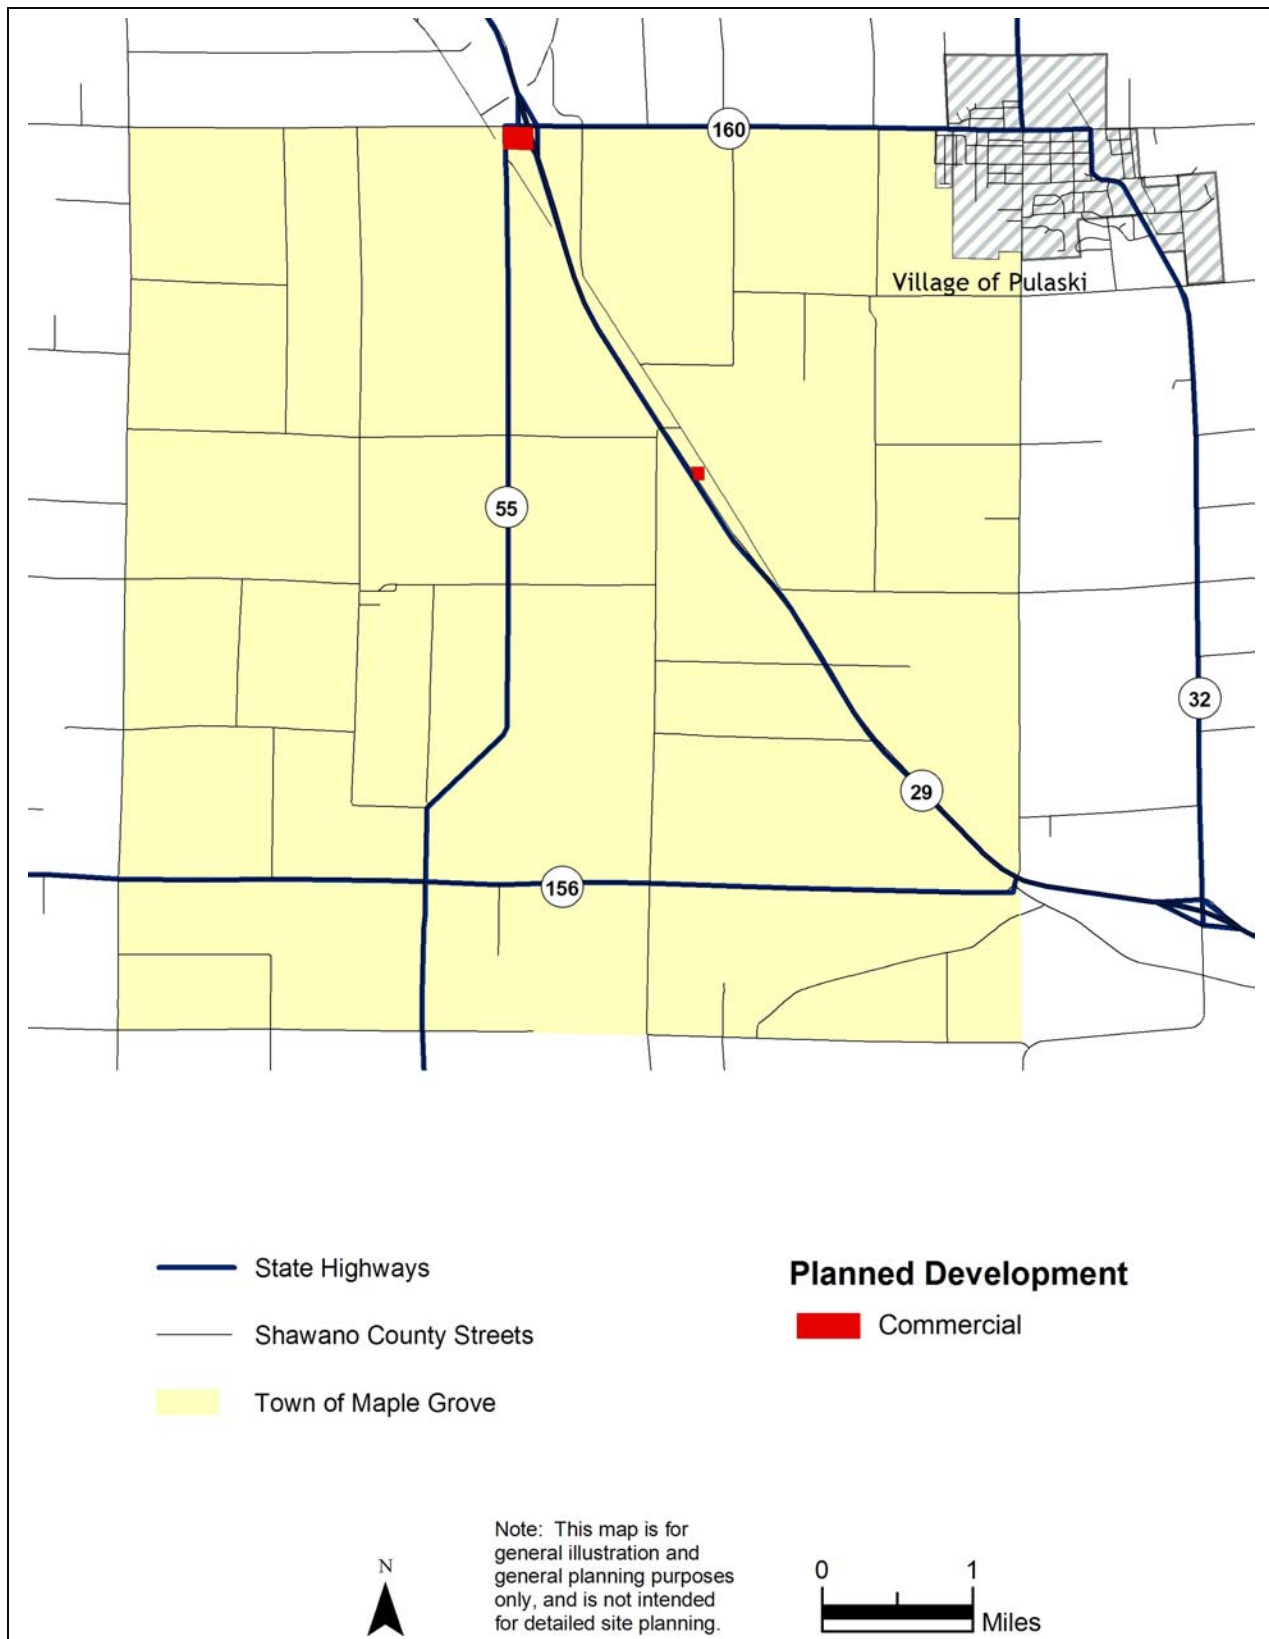 160
Village of Pulaski
55
32
29
156
State Highways
Shawano County Streets
Town of Maple Grove
Planned Development
Commercial
N
Note: This map is for
general illustration and
general planning purposes
only, and is not intended
for detailed site planning.
0 1
Miles